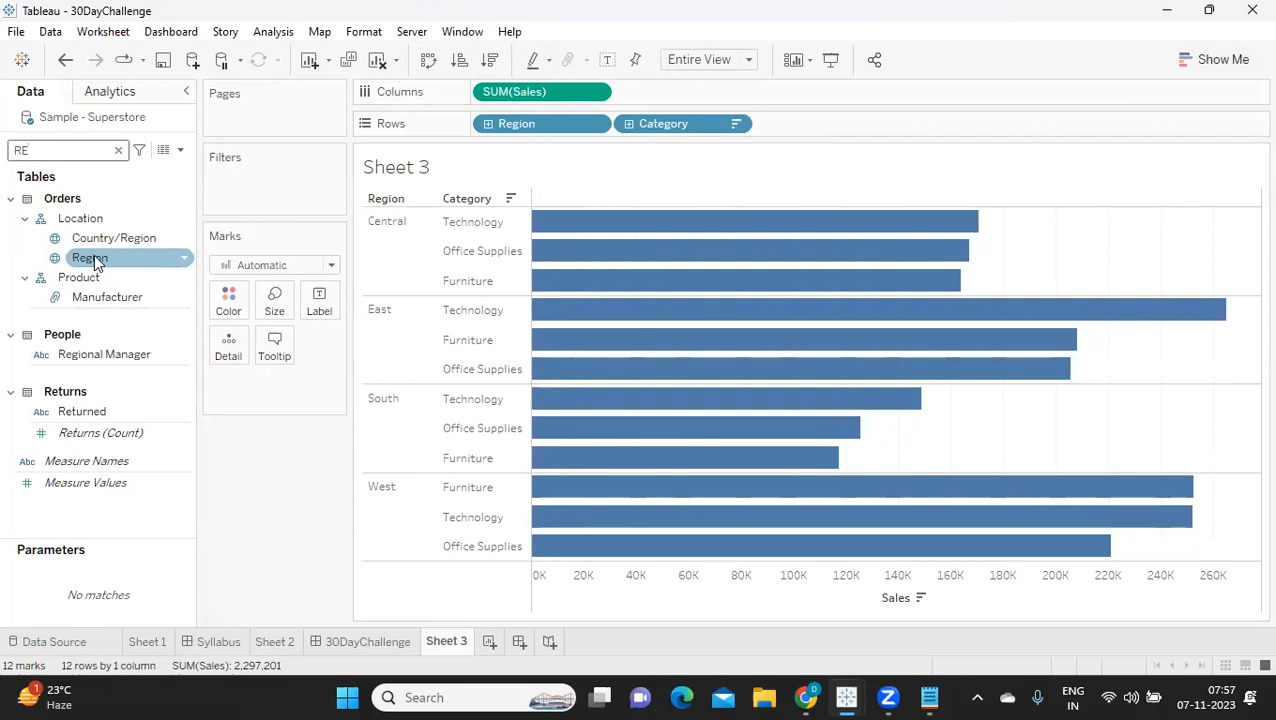 Tableau - 30DayChallenge
File Data Worksheet Dashboard Story Analysis Map Format Server Window Help
Entire View
Show Me
Data Analytics
Sample - Superstore
RE
Tables
Orders
Location
Country/Region
Region
Product
Manufacturer
People
Abc Regional Manager
Returns
Abc Returned
Returns (Count)
Abc Measure Names
Measure Values
Parameters
No matches
Pages
Filters
Marks
Automatic
Color Size Label
Detail Tooltip
Columns SUM(Sales)
Rows Region Category
Sheet 3
Region Category
Central Technology
Office Supplies
Furniture
East Technology
Furniture
Office Supplies
South Technology
Office Supplies
Furniture
West Furniture
Technology
Office Supplies
0K 20K 40K 60K 80K 100K 120K 140K 160K 180K 200K 220K 240K 260K
Sales
Data Source Sheet 1 Syllabus Sheet 2 30DayChallenge Sheet 3
12 marks 12 rows by 1 column SUM(Sales): 2,297,201
1
23°C
Haze
Search
D
ENG
IN
07:57
07-11-2023